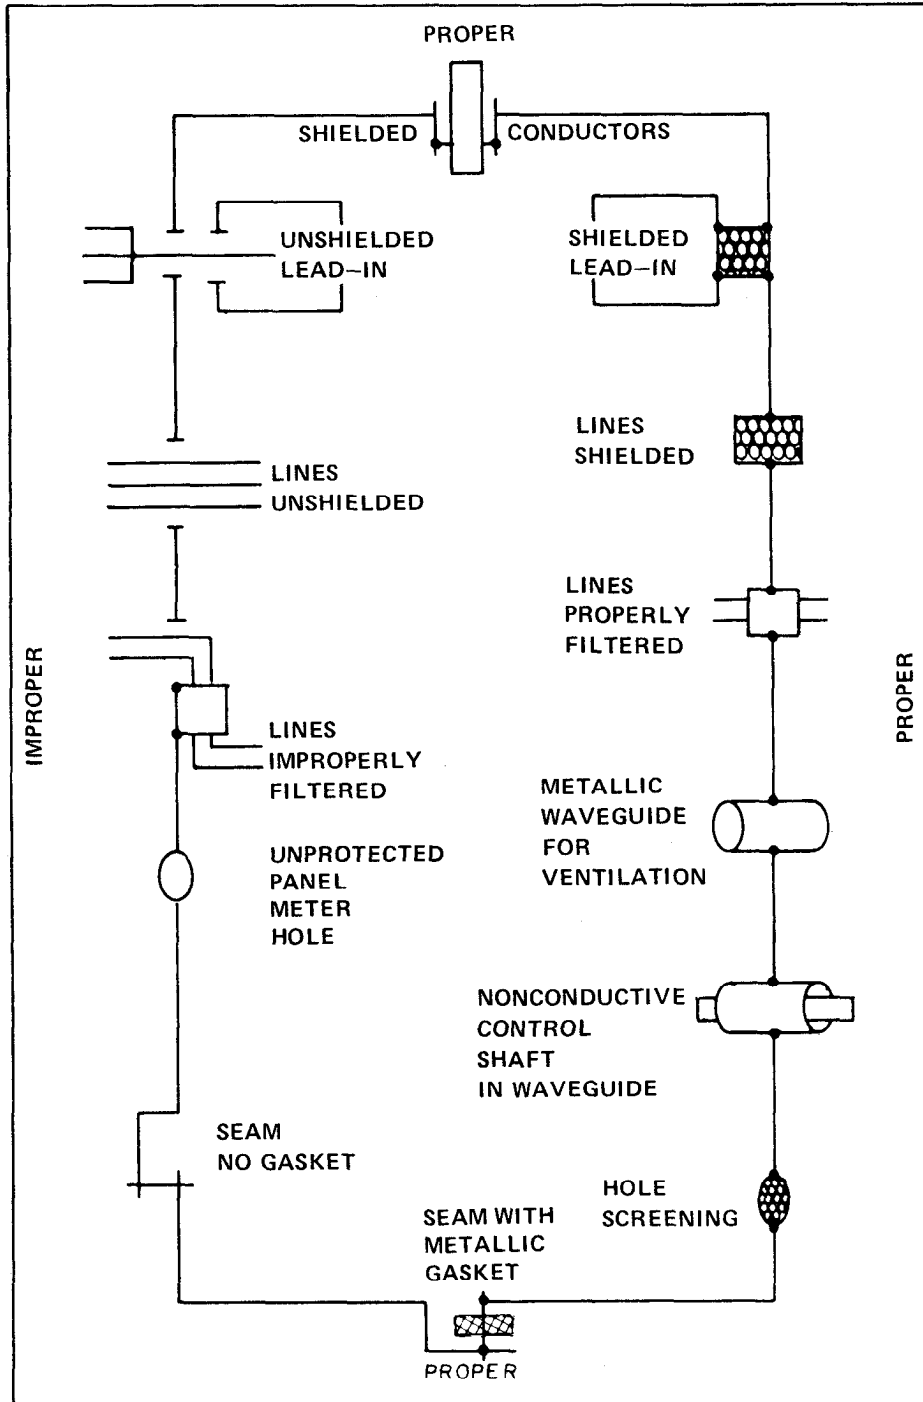 PROPER
SHIELDED CONDUCTORS
UNSHIELDED
LEAD-IN
SHIELDED
LEAD-IN
LINES
UNSHIELDED
LINES
SHIELDED
LINES
PROPERLY
FILTERED
IMPROPER
PROPER
LINES
IMPROPERLY
FILTERED
METALLIC
WAVEGUIDE
FOR
VENTILATION
UNPROTECTED
PANEL
METER
HOLE
NONCONDUCTIVE
CONTROL
SHAFT
IN WAVEGUIDE
SEAM
NO GASKET
HOLE
SCREENING
SEAM WITH
METALLIC
GASKET
PROPER